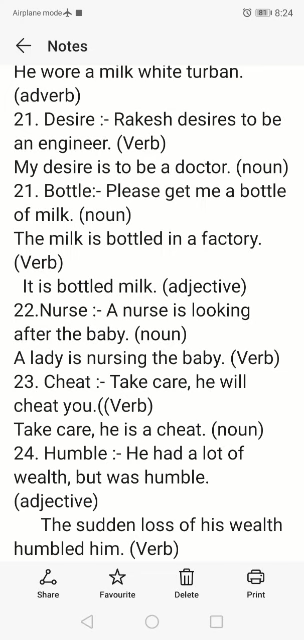 Airplane mode
81 8:24
Notes
He wore a milk white turban.
(adverb)
21. Desire :- Rakesh desires to be
an engineer. (Verb)
My desire is to be a doctor. (noun)
21. Bottle:- Please get me a bottle
of milk. (noun)
The milk is bottled in a factory.
(Verb)
It is bottled milk. (adjective)
22.Nurse :- A nurse is looking
after the baby. (noun)
A lady is nursing the baby. (Verb)
23. Cheat :- Take care, he will
cheat you.((Verb)
Take care, he is a cheat. (noun)
24. Humble :- He had a lot of
wealth, but was humble.
(adjective)
The sudden loss of his wealth
humbled him. (Verb)
Share Favourite Delete Print